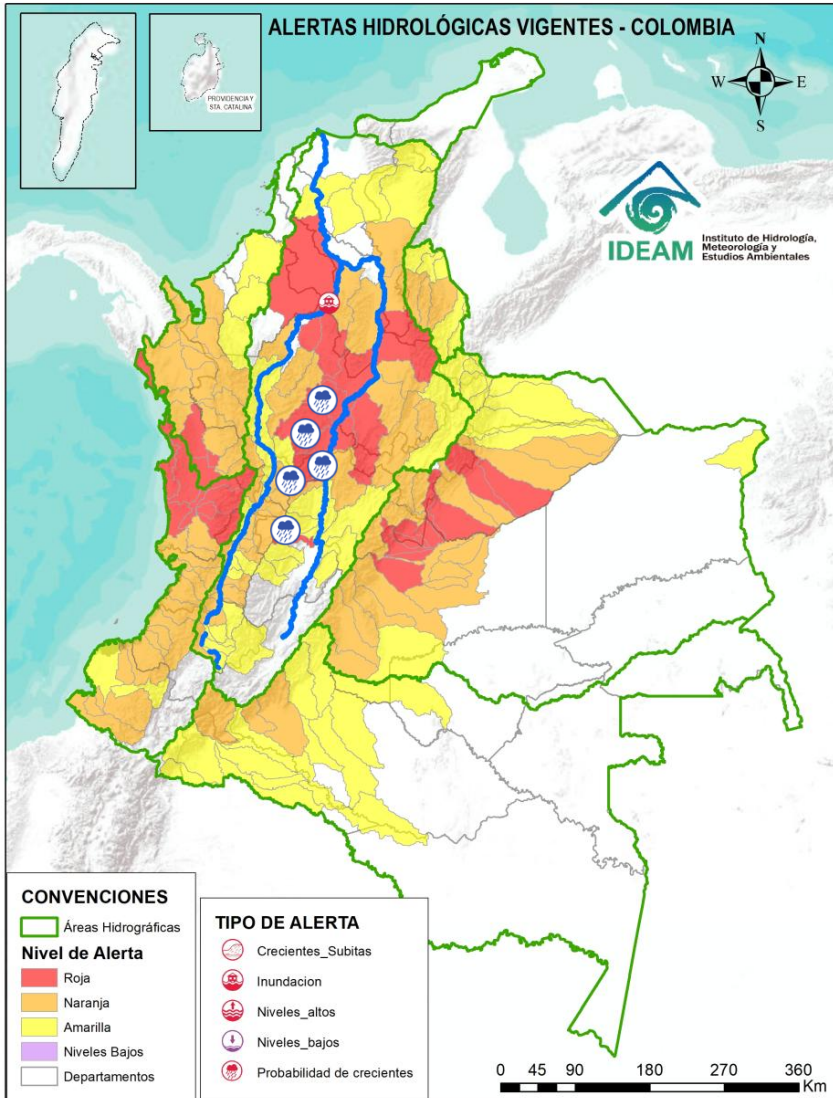 ALERTAS HIDROLÓGICAS VIGENTES - COLOMBIA
PROVIDENCIA Y
STA. CATALINA
N
W
E
S
IDEAM
Instituto de Hidrología,
Meteorología y
Estudios Ambientales
CONVENCIONES
Áreas Hidrográficas
Nivel de Alerta
Roja
Naranja
Amarilla
Niveles Bajos
Departamentos
TIPO DE ALERTA
Crecientes_Subitas
Inundacion
Niveles_altos
Niveles_bajos
Probabilidad de crecientes
0 45 90 180 270 360
Km